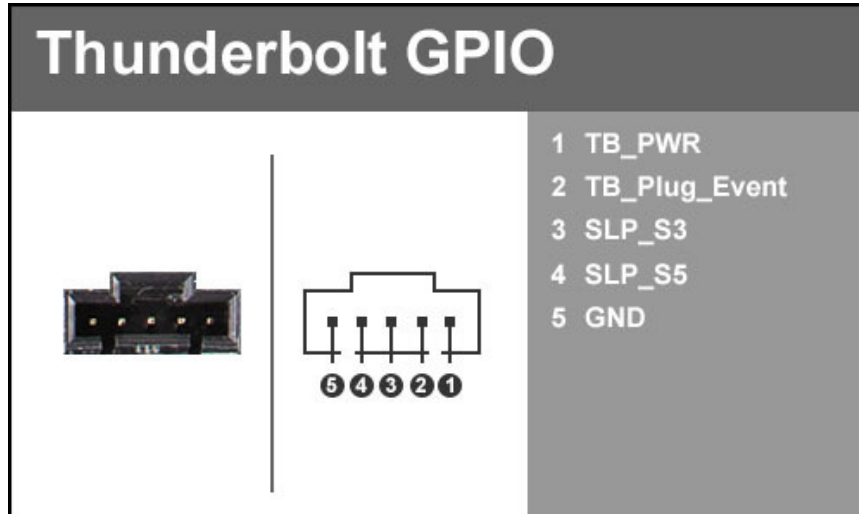 Thunderbolt GPIO
1 TB_PWR
2 TB_Plug_Event
3 SLP_S3
4 SLP_S5
5 GND
5 4 3 2 1